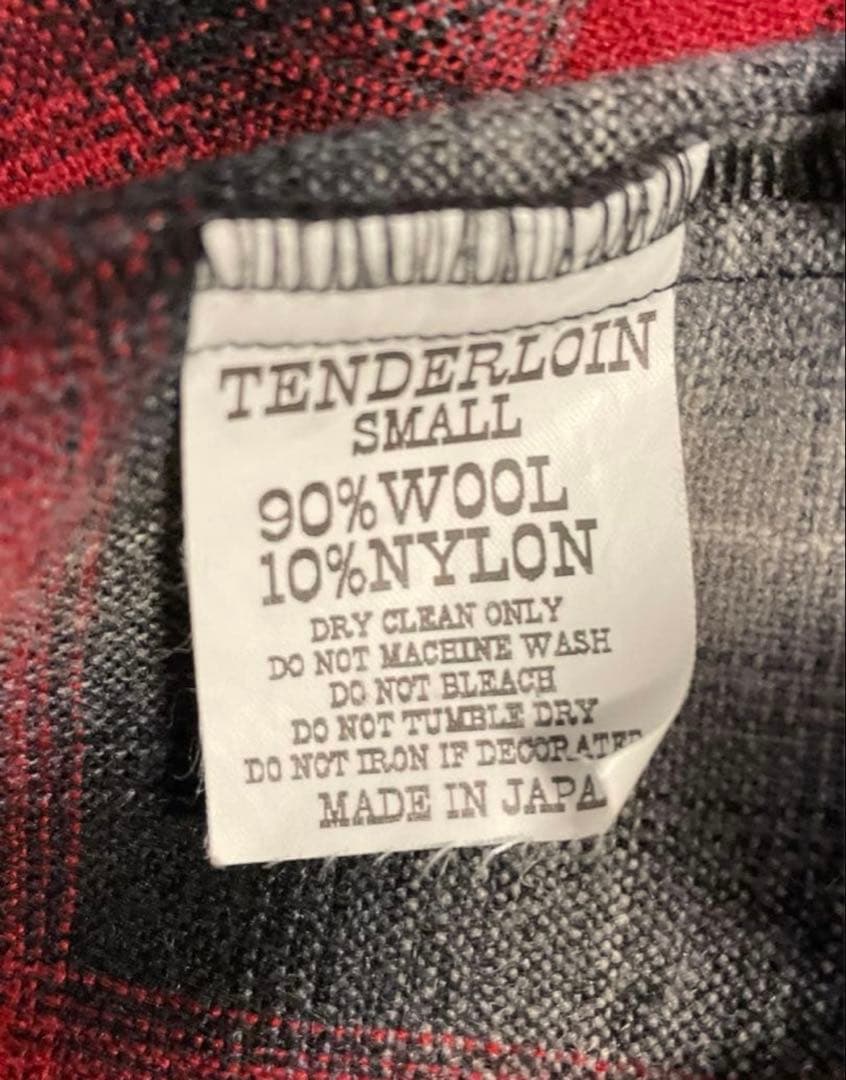 TENDERLOIN
SMALL
90%WOOL
10%NYLON
DRY CLEAN ONLY
DO NOT MACHINE WASH
DO NOT BLEACH
DO NOT TUMBLE DRY
DO NOT IRON IF DECORATED
MADE IN JAPA